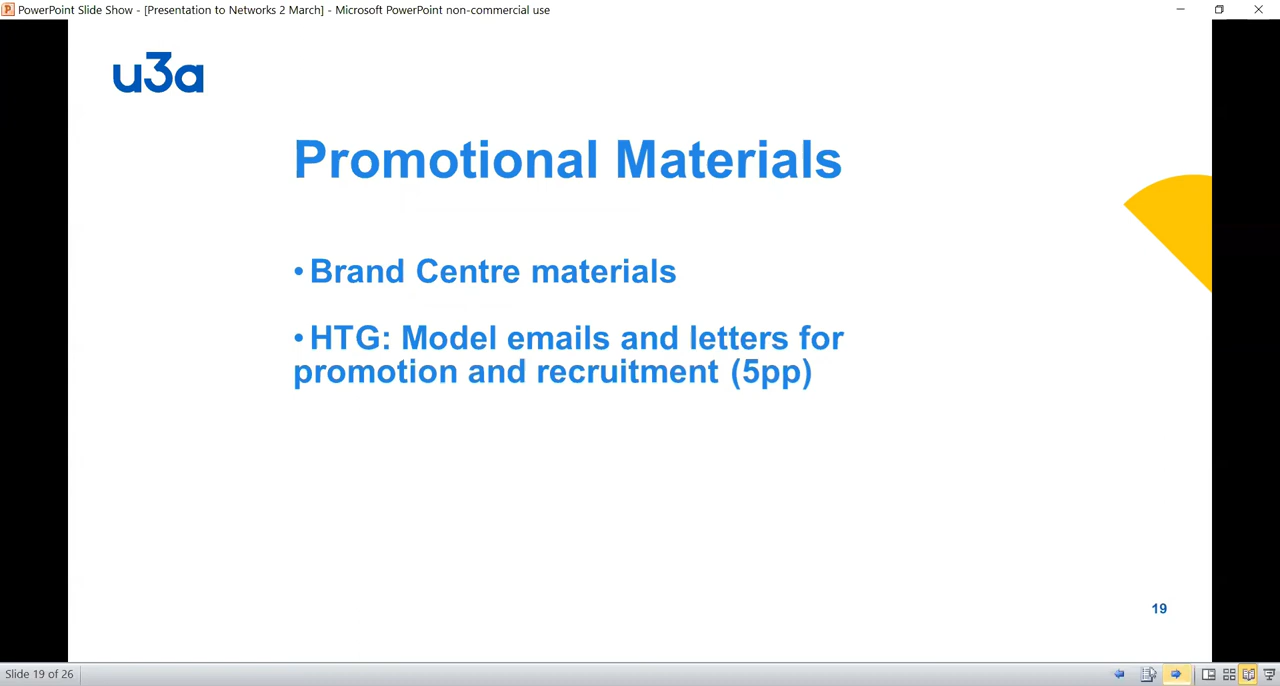 PowerPoint Slide Show - [Presentation to Networks 2 March] - Microsoft PowerPoint non-commercial use
u3a
Promotional Materials
• Brand Centre materials
• HTG: Model emails and letters for
promotion and recruitment (5pp)
19
Slide 19 of 26